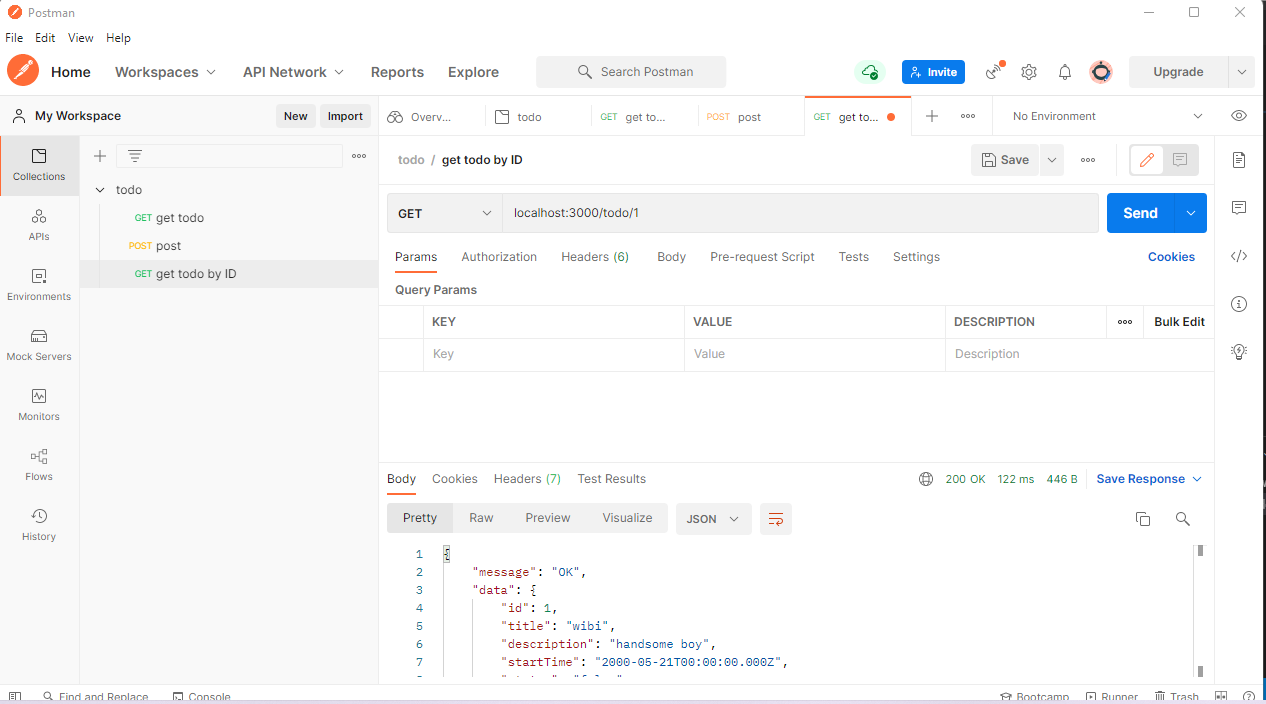 Postman
File Edit View Help
Home Workspaces API Network Reports Explore Search Postman Invite Upgrade
My Workspace New Import Overv... todo GET get to... POST post GET get to... No Environment
Collections
APIs
Environments
Mock Servers
Monitors
Flows
History
todo
GET get todo
POST post
GET get todo by ID
todo / get todo by ID Save
GET localhost:3000/todo/1 Send
Params Authorization Headers (6) Body Pre-request Script Tests Settings Cookies
Query Params
KEY VALUE DESCRIPTION Bulk Edit
Key Value Description
Body Cookies Headers (7) Test Results 200 OK 122 ms 446 B Save Response
Pretty Raw Preview Visualize JSON
1 {
2 "message": "OK",
3 "data": {
4 "id": 1,
5 "title": "wibi",
6 "description": "handsome boy",
7 "startTime": "2000-05-21T00:00:00.000Z",
Find and Replace Console Bootcamp Runner Trash